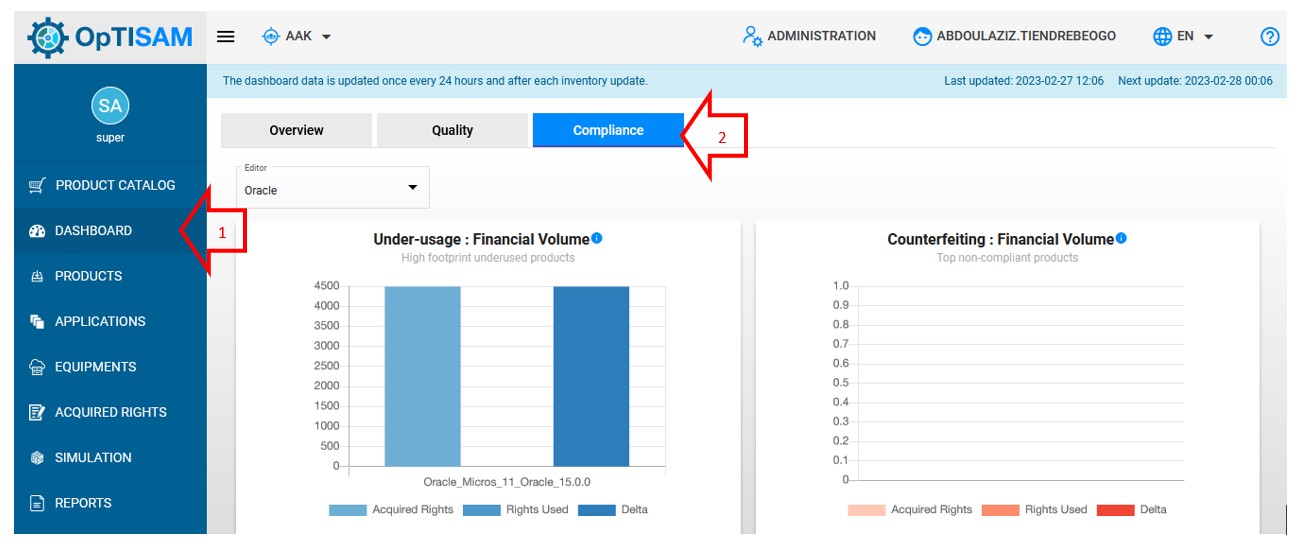 OpTISAM
AAK
ADMINISTRATION
ABDOULAZIZ.TIENDREBEOGO
EN
?
The dashboard data is updated once every 24 hours and after each inventory update.
Last updated: 2023-02-27 12:06 Next update: 2023-02-28 00:06
SA
super
PRODUCT CATALOG
DASHBOARD
PRODUCTS
APPLICATIONS
EQUIPMENTS
ACQUIRED RIGHTS
SIMULATION
REPORTS
1
Overview
Quality
Compliance
2
Editor
Oracle
Under-usage : Financial Volume
High footprint underused products
4500
4000
3500
3000
2500
2000
1500
1000
500
0
Oracle_Micros_11_Oracle_15.0.0
Acquired Rights
Rights Used
Delta
Counterfeiting : Financial Volume
Top non-compliant products
1.0
0.9
0.8
0.7
0.6
0.5
0.4
0.3
0.2
0.1
0
Acquired Rights
Rights Used
Delta